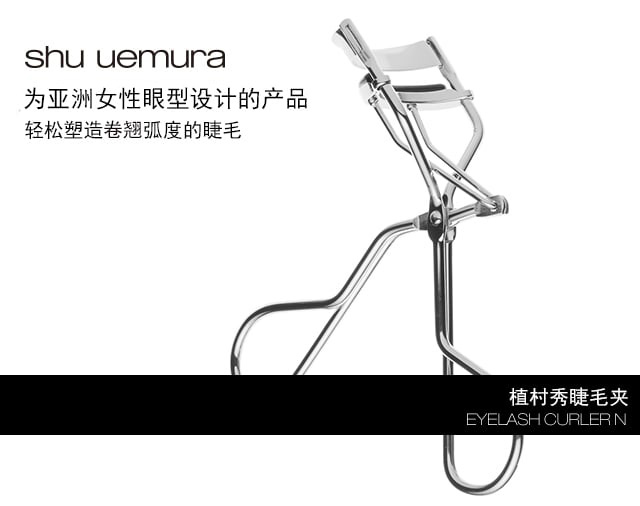 shu uemura
为亚洲女性眼型设计的产品
轻松塑造卷翘弧度的睫毛
植村秀睫毛夹
EYELASH CURLER N